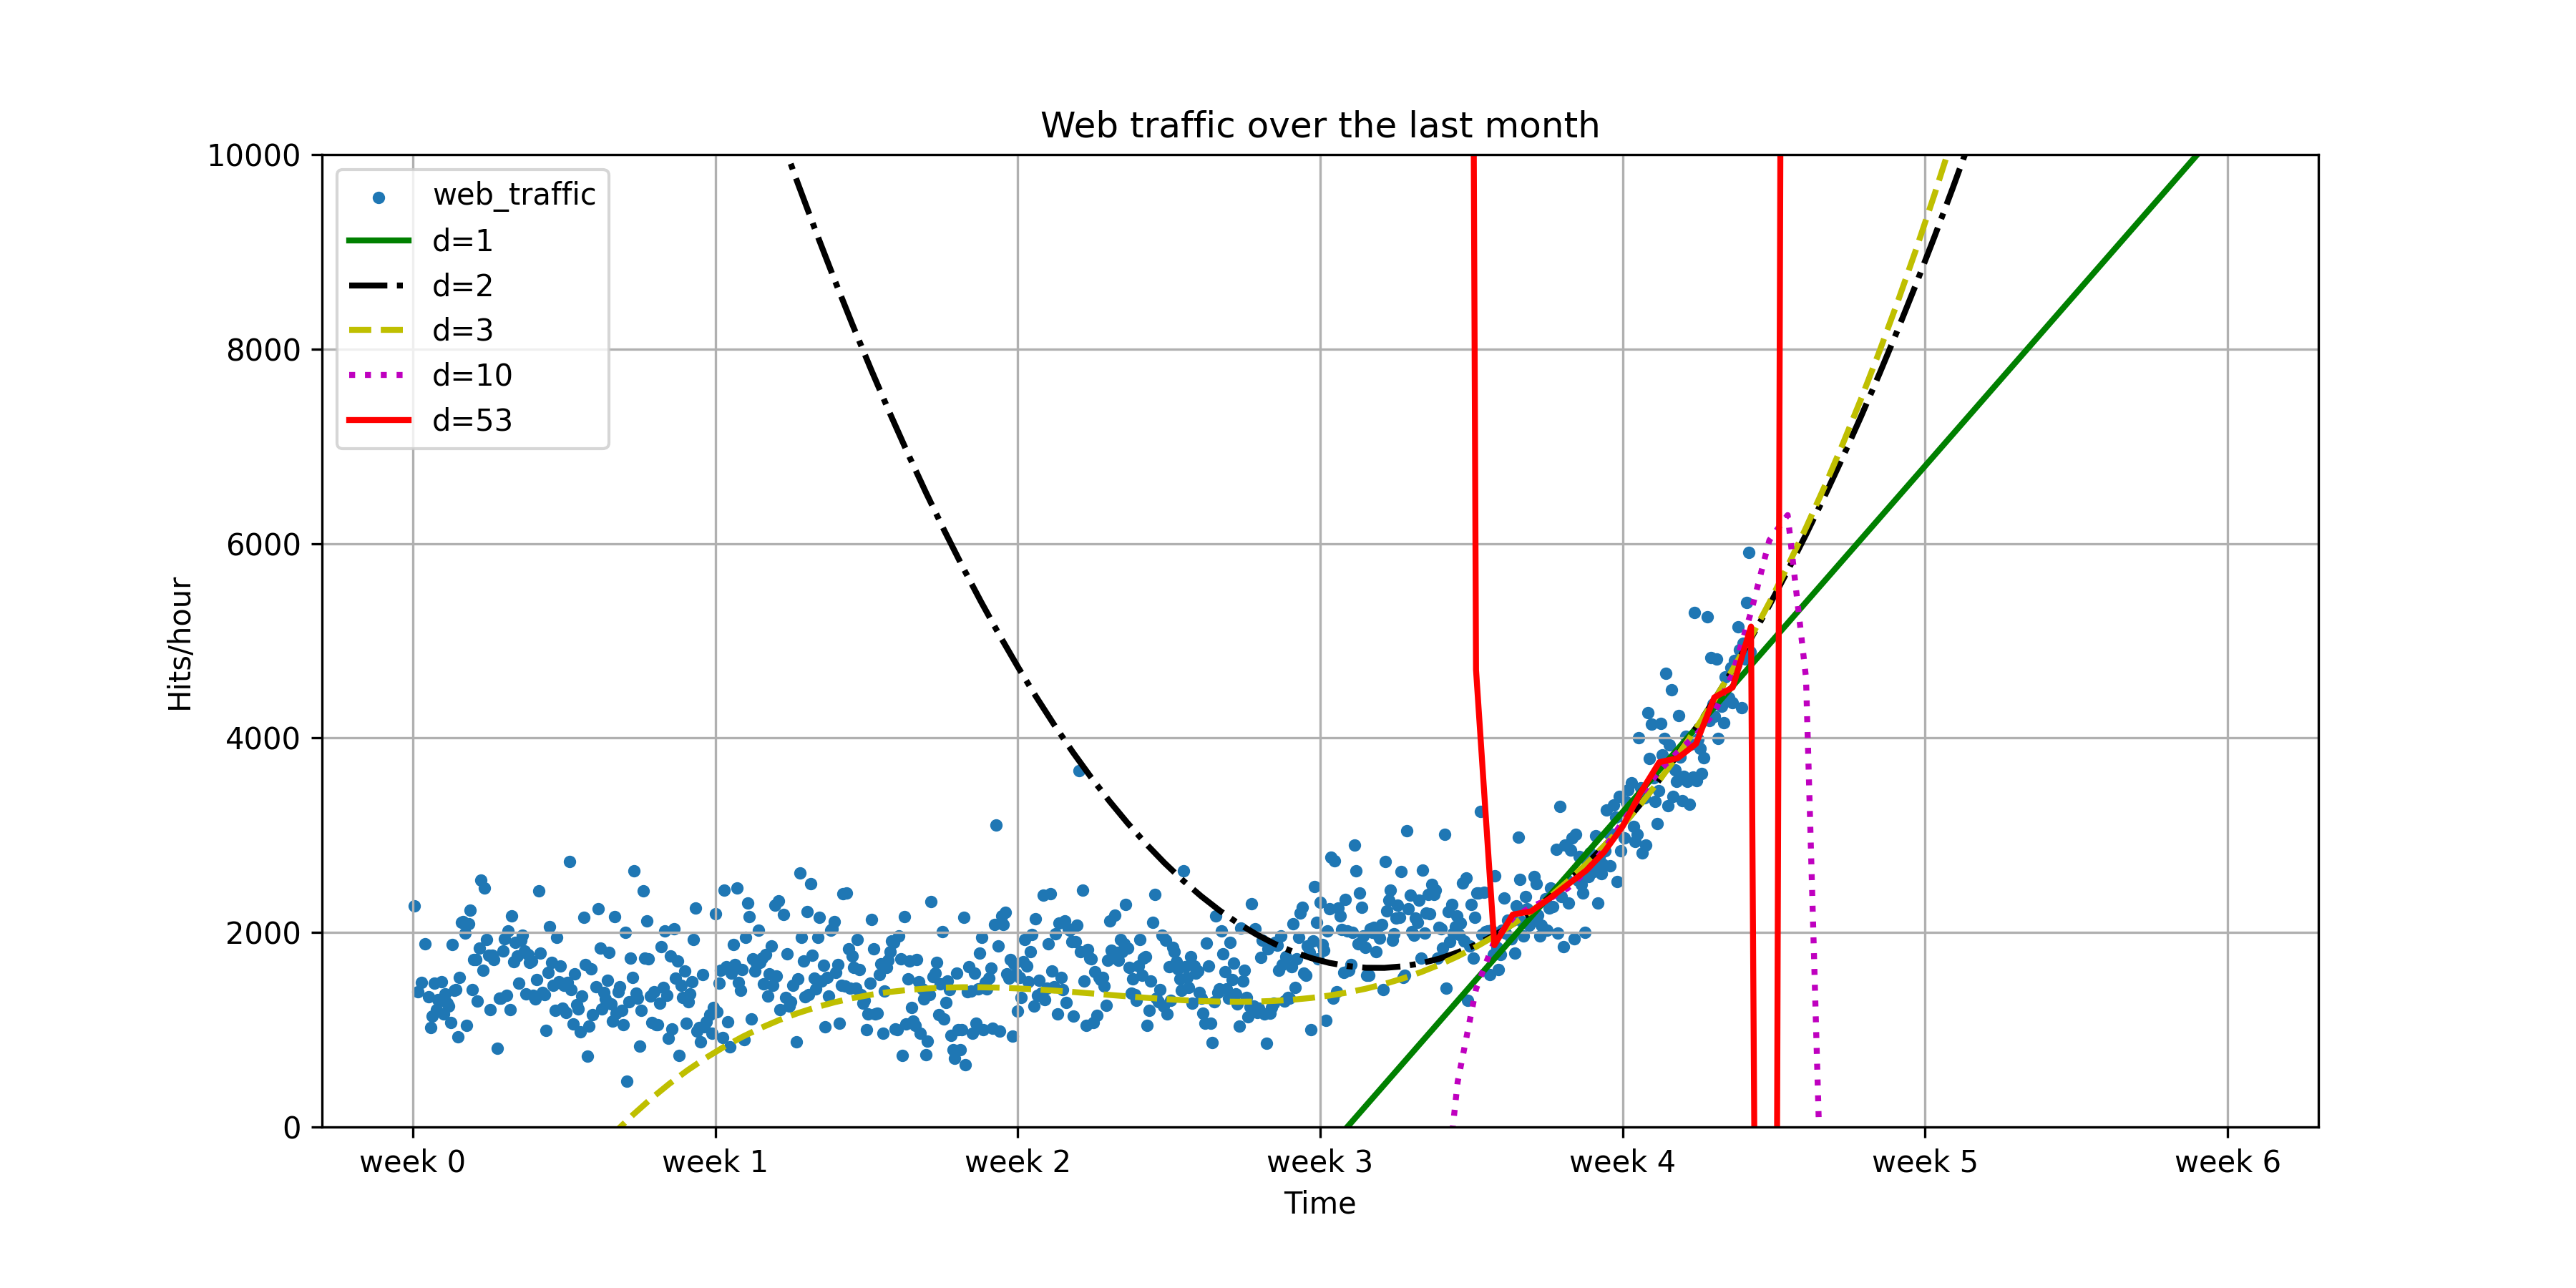 Web traffic over the last month
10000
8000
6000
4000
2000
0
Hits/hour
web_traffic
d=1
d=2
d=3
d=10
d=53
week 0
week 1
week 2
week 3
week 4
week 5
week 6
Time